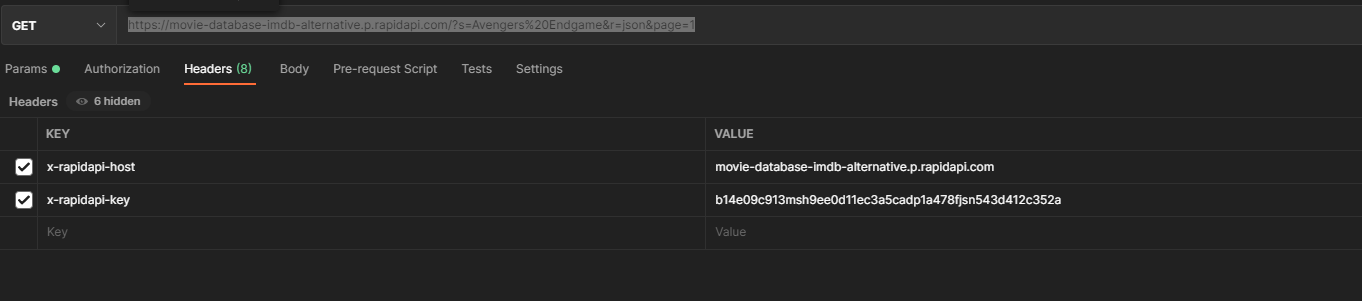 GET https://movie-database-imdb-alternative.p.rapidapi.com/?s=Avengers%20Endgame&r=json&page=1
Params Authorization Headers (8) Body Pre-request Script Tests Settings
Headers 6 hidden
KEY VALUE
x-rapidapi-host movie-database-imdb-alternative.p.rapidapi.com
x-rapidapi-key b14e09c913msh9ee0d11ec3a5cadp1a478fjsn543d412c352a
Key Value